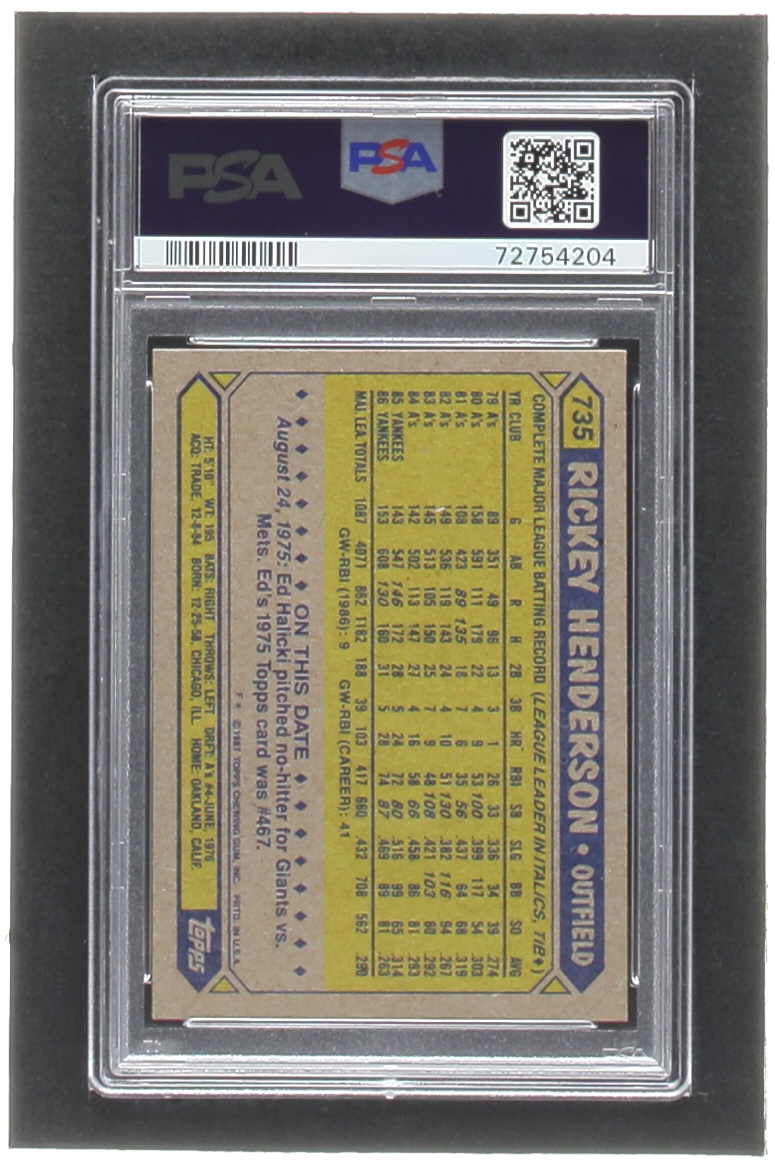 PSA
PSA
72754204
735 RICKEY HENDERSON • OUTFIELD
COMPLETE MAJOR LEAGUE BATTING RECORD (LEAGUE LEADER IN ITALICS, TIE♦)
YR CLUB G AB R H 2B 3B HR RBI SB SLG BB SO AVG
79 A's 89 351 49 96 13 3 1 26 33 .336 34 39 .274
80 A's 158 591 111 179 22 4 9 53 100 .399 117 54 .303
81 A's 108 423 89 135 18 7 6 35 56 .437 64 68 .319
82 A's 149 536 119 143 24 4 10 51 130 .382 116 94 .267
83 A's 145 513 105 150 25 7 9 48 108 .421 103 80 .292
84 A's 142 502 113 147 27 4 16 58 66 .458 86 81 .293
85 YANKEES 143 547 146 172 28 5 24 72 80 .516 99 65 .314
86 YANKEES 153 608 130 160 31 5 28 74 87 .469 89 81 .263
MAJ. LEA. TOTALS 1087 4071 862 1182 188 39 103 417 660 .432 708 562 .290
GW-RBI (1986): 9 GW-RBI (CAREER): 41
♦ ♦ ♦ ♦ ♦ ♦ ON THIS DATE ♦ ♦ ♦ ♦ ♦ ♦
August 24, 1975: Ed Halicki pitched no-hitter for Giants vs.
Mets. Ed's 1975 Topps card was #467.
F * © 1987 TOPPS CHEWING GUM, INC. PRTD. IN U.S.A.
HT: 5'10" WT: 195 BATS: RIGHT THROWS: LEFT DRFT: A's #4-JUNE, 1976
ACQ: TRADE, 12-8-84 BORN: 12-25-58, CHICAGO, ILL. HOME: OAKLAND, CALIF.
topps
PSA